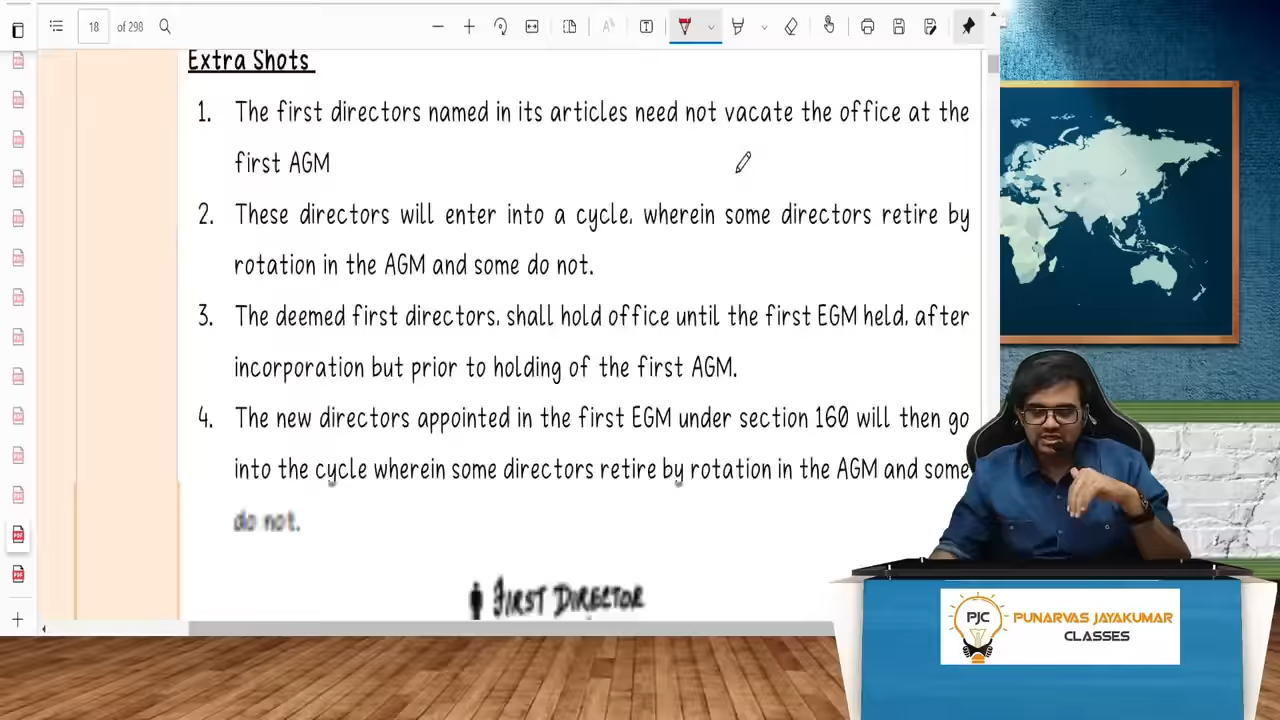 18 of 298
Extra Shots
1. The first directors named in its articles need not vacate the office at the
first AGM
2. These directors will enter into a cycle, wherein some directors retire by
rotation in the AGM and some do not.
3. The deemed first directors, shall hold office until the first EGM held, after
incorporation but prior to holding of the first AGM.
4. The new directors appointed in the first EGM under section 160 will then go
into the cycle wherein some directors retire by rotation in the AGM and some
do not.
FIRST DIRECTOR
PJC
PUNARVAS JAYAKUMAR
CLASSES